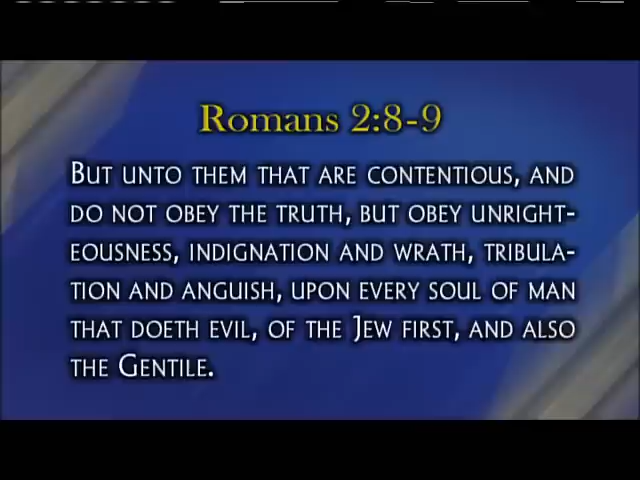 Romans 2:8-9
But unto them that are contentious, and
do not obey the truth, but obey unright-
eousness, indignation and wrath, tribula-
tion and anguish, upon every soul of man
that doeth evil, of the Jew first, and also
the Gentile.